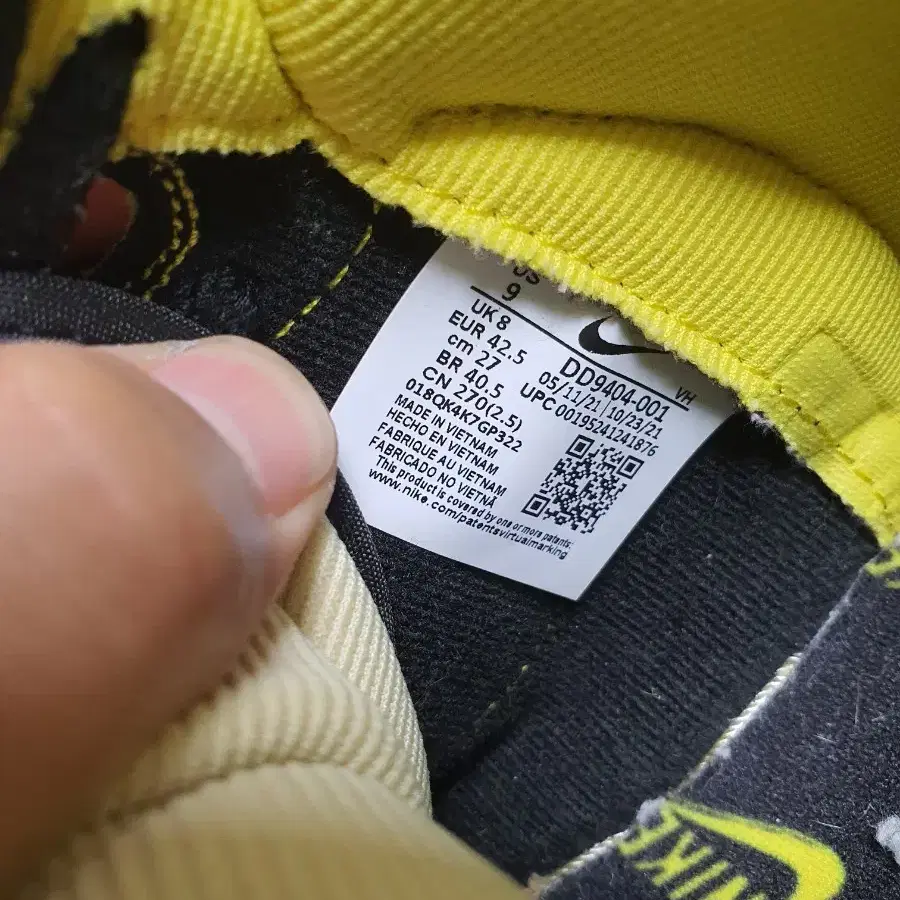 US
9
UK 8
EUR 42.5
cm 27
BR 40.5
CN 270(2.5)
018QK4K7GP322
MADE IN VIETNAM
HECHO EN VIETNAM
FABRIQUE AU VIETNAM
FABRICADO NO VIETNÃ
This product is covered by one or more patents:
www.nike.com/patentsvirtualmarking
VH
DD9404-001
05/11/21 10/23/21
UPC 00195241241876
NIKE